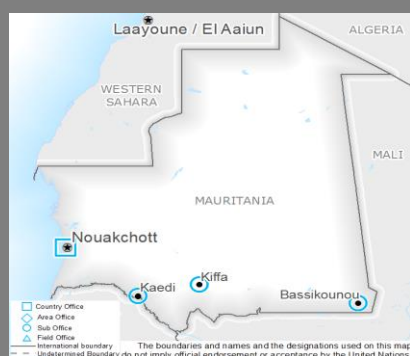 Laayoune / El Aaiun
ALGERIA
WESTERN
SAHARA
MALI
MAURITANIA
Nouakchott
Kiffa
Kaedi
Bassikounou
Country Office
Area Office
Sub Office
Field Office
International boundary
The boundaries and names and the designations used on this map
Undetermined Boundary do not imply official endorsement or acceptance by the United Nations